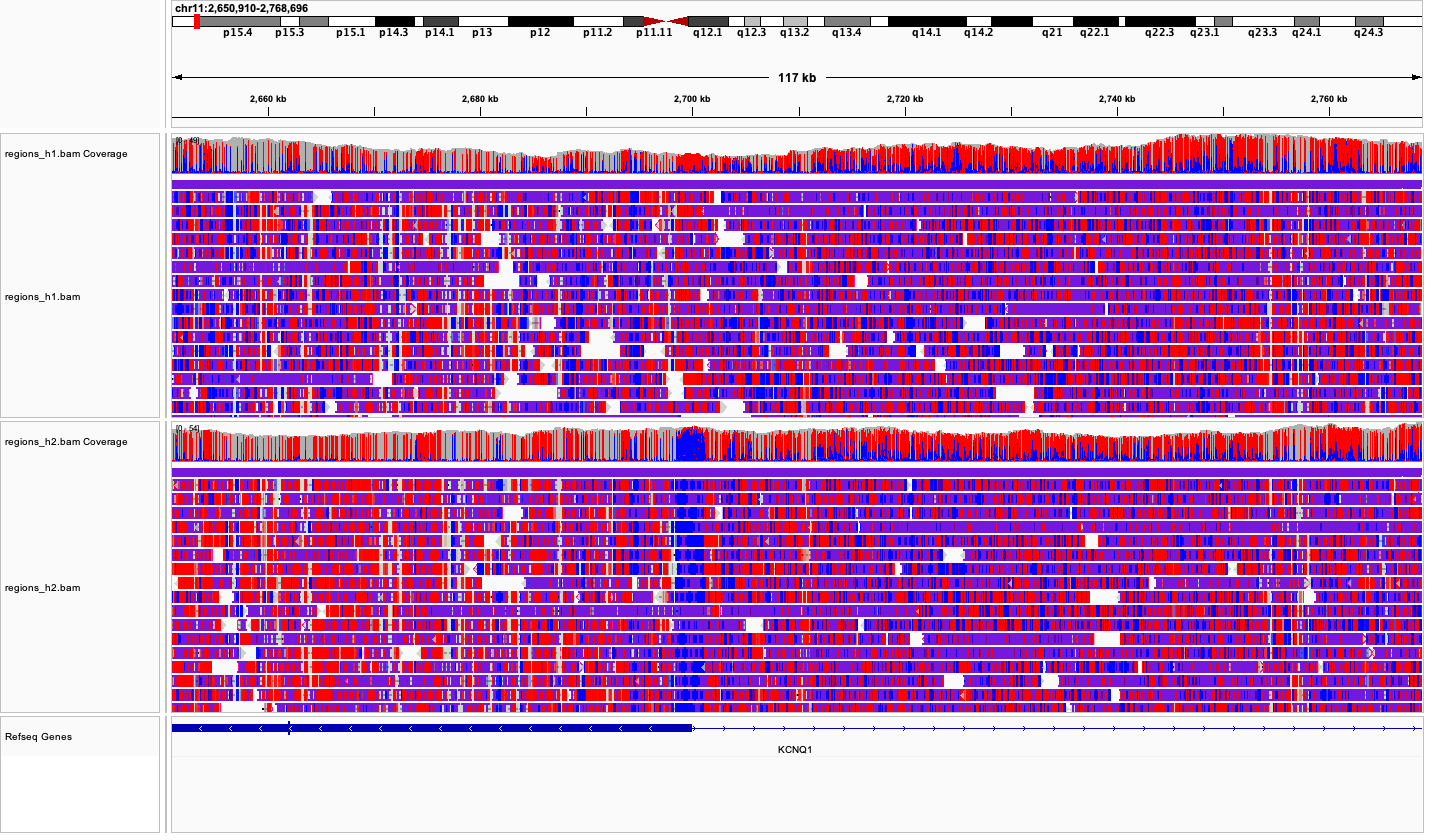 chr11:2,650,910-2,768,696
p15.4 p15.3 p15.1 p14.3 p14.1 p13 p12 p11.2 p11.11 q12.1 q12.3 q13.2 q13.4 q14.1 q14.2 q21 q22.1 q22.3 q23.1 q23.3 q24.1 q24.3
117 kb
2,660 kb 2,680 kb 2,700 kb 2,720 kb 2,740 kb 2,760 kb
[0 - 49]
regions_h1.bam Coverage
regions_h1.bam
[0 - 54]
regions_h2.bam Coverage
regions_h2.bam
Refseq Genes
KCNQ1